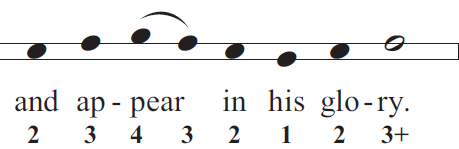 and ap - pear in his glo - ry.
2 3 4 3 2 1 2 3+